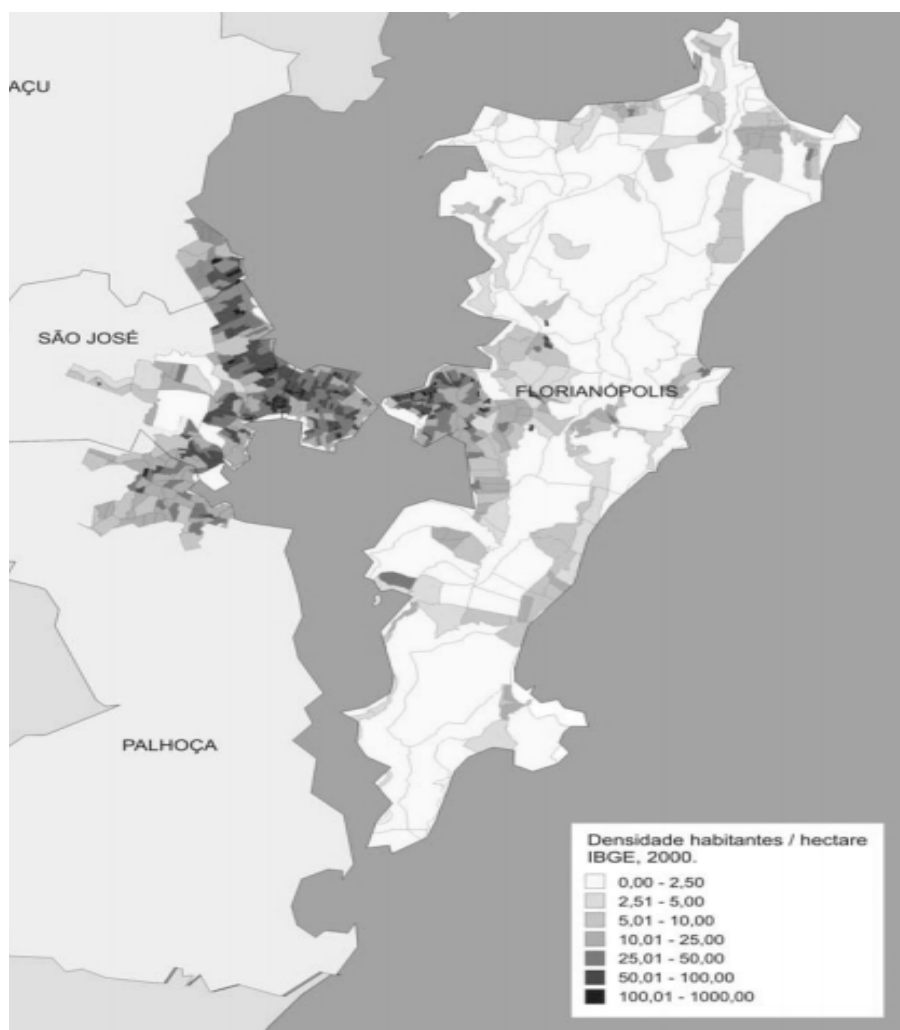 AÇU
SÃO JOSÉ
FLORIANÓPOLIS
PALHOÇA
Densidade habitantes / hectare
IBGE, 2000.
0,00 - 2,50
2,51 - 5,00
5,01 - 10,00
10,01 - 25,00
25,01 - 50,00
50,01 - 100,00
100,01 - 1000,00